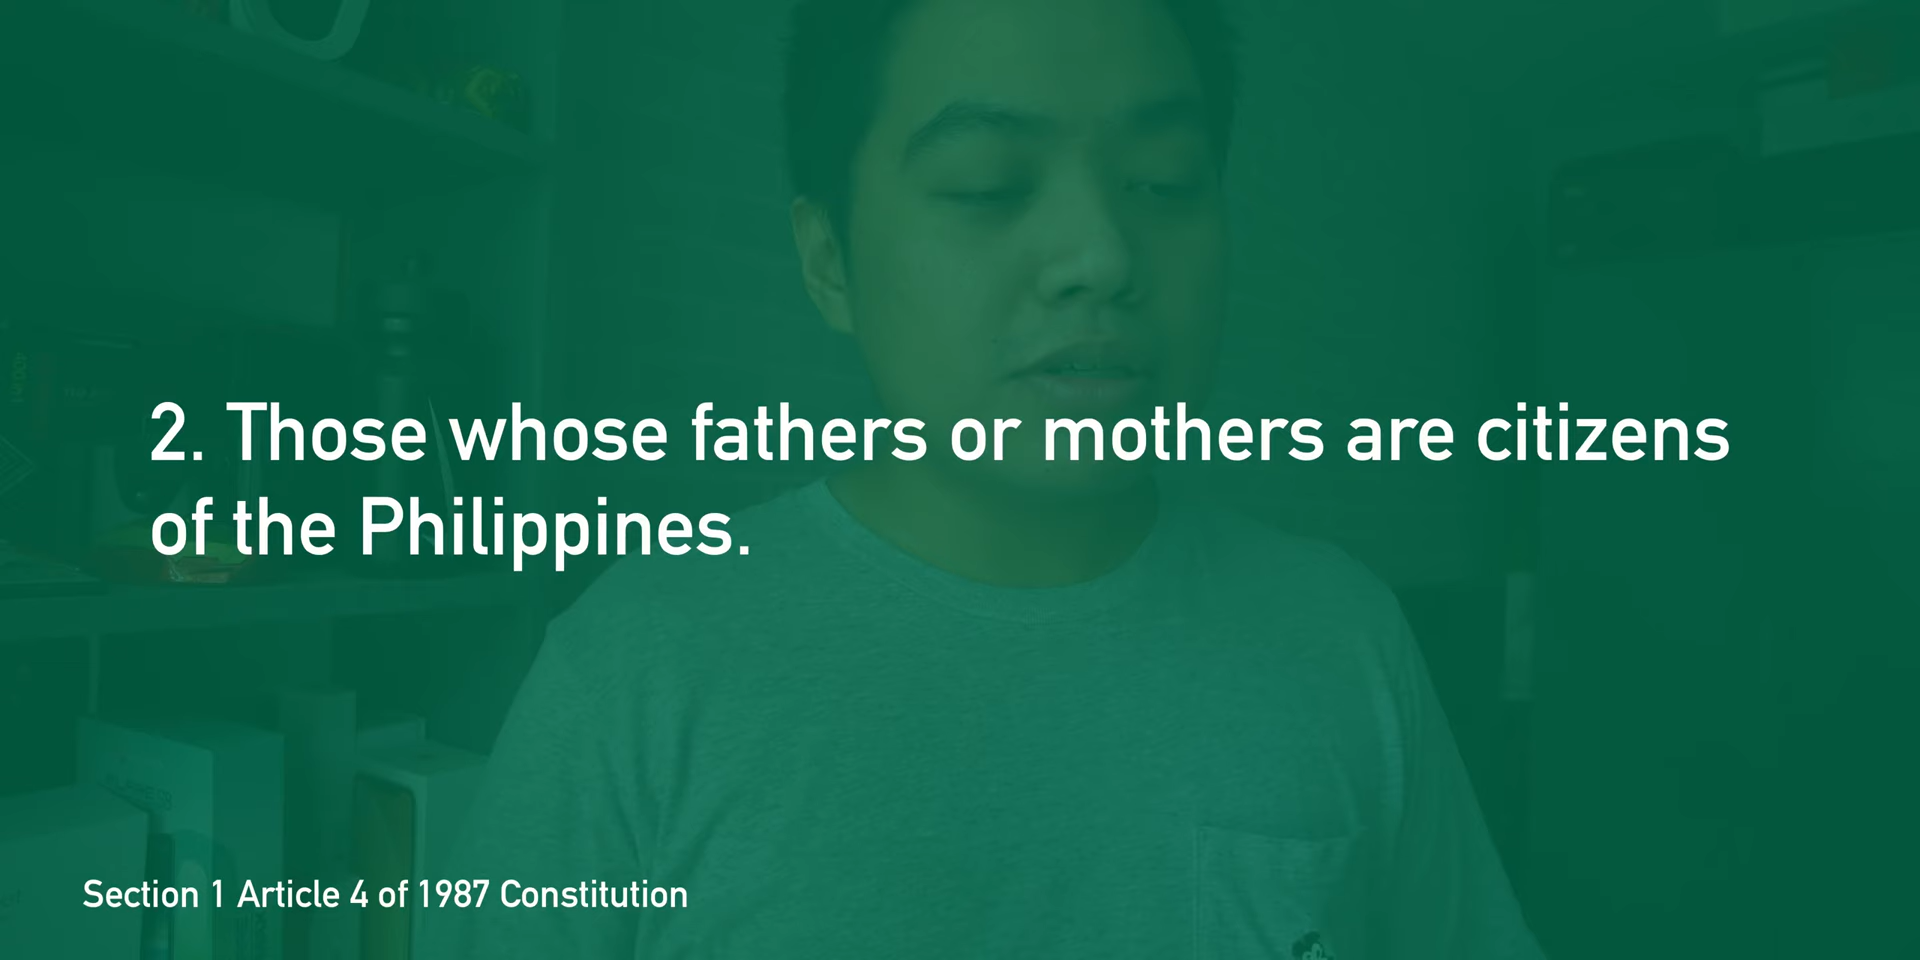 2. Those whose fathers or mothers are citizens
of the Philippines.
Section 1 Article 4 of 1987 Constitution